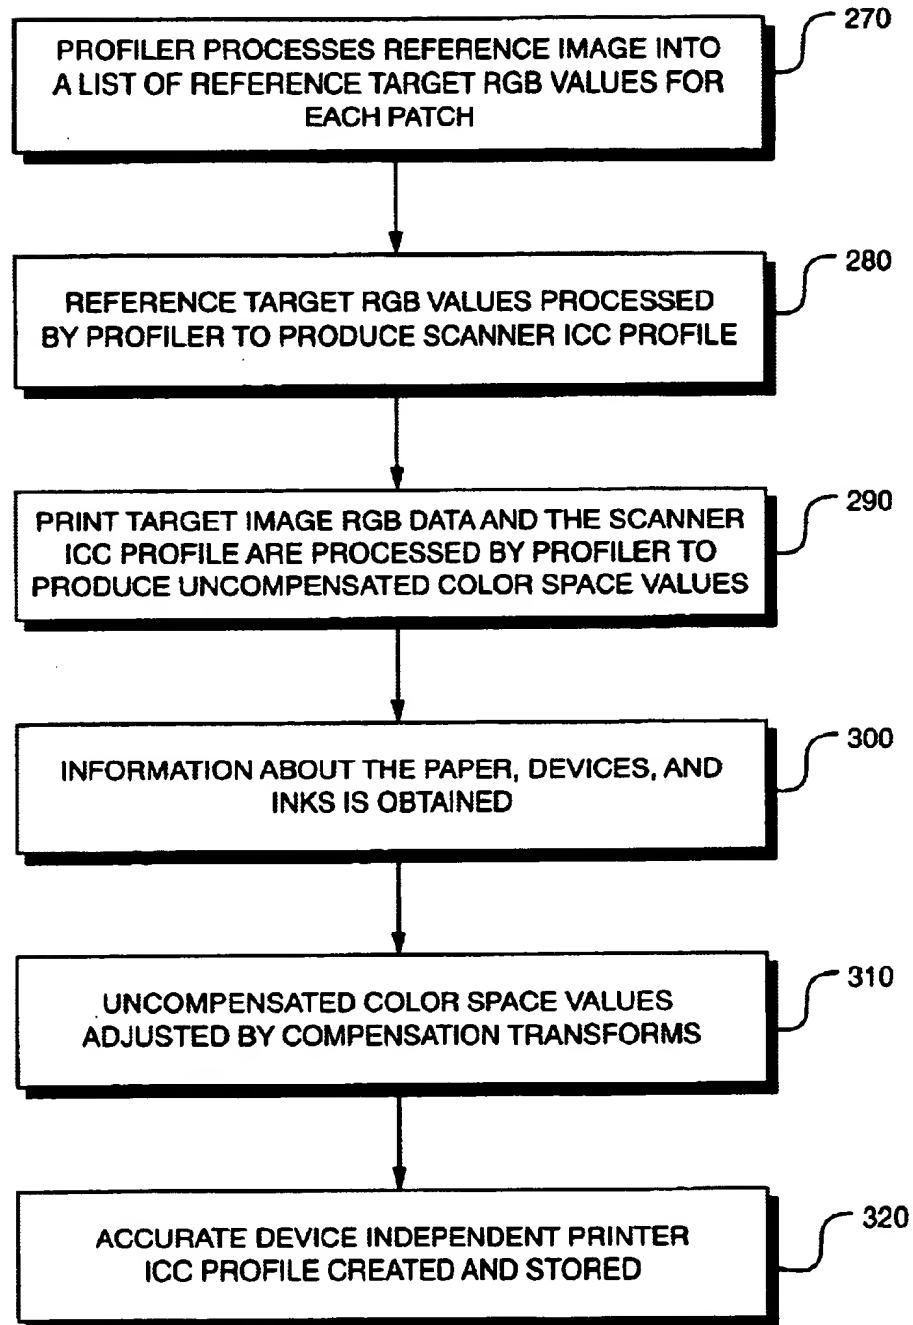 270
PROFILER PROCESSES REFERENCE IMAGE INTO
A LIST OF REFERENCE TARGET RGB VALUES FOR
EACH PATCH
280
REFERENCE TARGET RGB VALUES PROCESSED
BY PROFILER TO PRODUCE SCANNER ICC PROFILE
290
PRINT TARGET IMAGE RGB DATA AND THE SCANNER
ICC PROFILE ARE PROCESSED BY PROFILER TO
PRODUCE UNCOMPENSATED COLOR SPACE VALUES
300
INFORMATION ABOUT THE PAPER, DEVICES, AND
INKS IS OBTAINED
310
UNCOMPENSATED COLOR SPACE VALUES
ADJUSTED BY COMPENSATION TRANSFORMS
320
ACCURATE DEVICE INDEPENDENT PRINTER
ICC PROFILE CREATED AND STORED